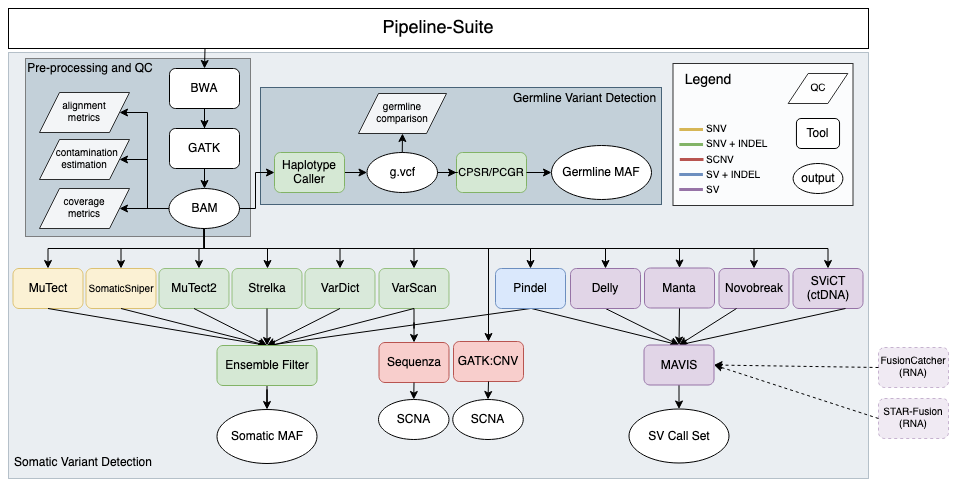 Pipeline-Suite
Pre-processing and QC
BWA
alignment
metrics
contamination
estimation
GATK
coverage
metrics
BAM
Germline Variant Detection
germline
comparison
Haplotype
Caller
g.vcf
CPSR/PCGR
Germline MAF
Legend
QC
SNV
SNV + INDEL
SCNV
SV + INDEL
SV
Tool
output
MuTect
SomaticSniper
MuTect2
Strelka
VarDict
VarScan
Pindel
Delly
Manta
Novobreak
SViCT
(ctDNA)
Ensemble Filter
Sequenza
GATK:CNV
MAVIS
FusionCatcher
(RNA)
STAR-Fusion
(RNA)
Somatic MAF
SCNA
SCNA
SV Call Set
Somatic Variant Detection